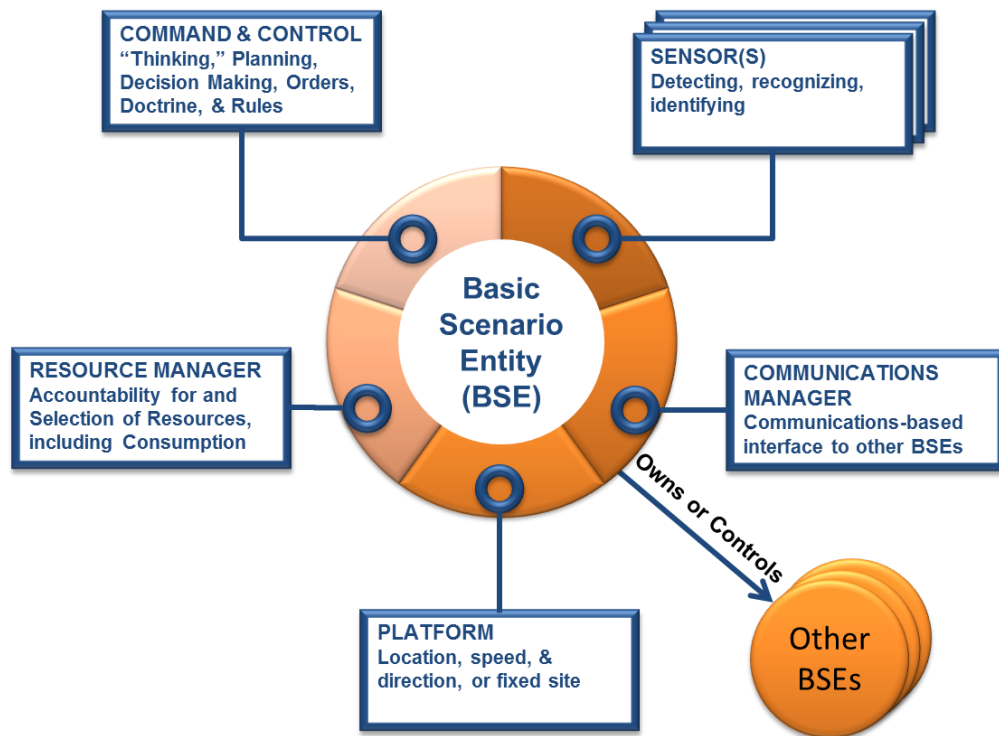 COMMAND & CONTROL
“Thinking,” Planning,
Decision Making, Orders,
Doctrine, & Rules
SENSOR(S)
Detecting, recognizing,
identifying
Basic
Scenario
Entity
(BSE)
RESOURCE MANAGER
Accountability for and
Selection of Resources,
including Consumption
COMMUNICATIONS
MANAGER
Communications-based
interface to other BSEs
Owns or Controls
PLATFORM
Location, speed, &
direction, or fixed site
Other
BSEs